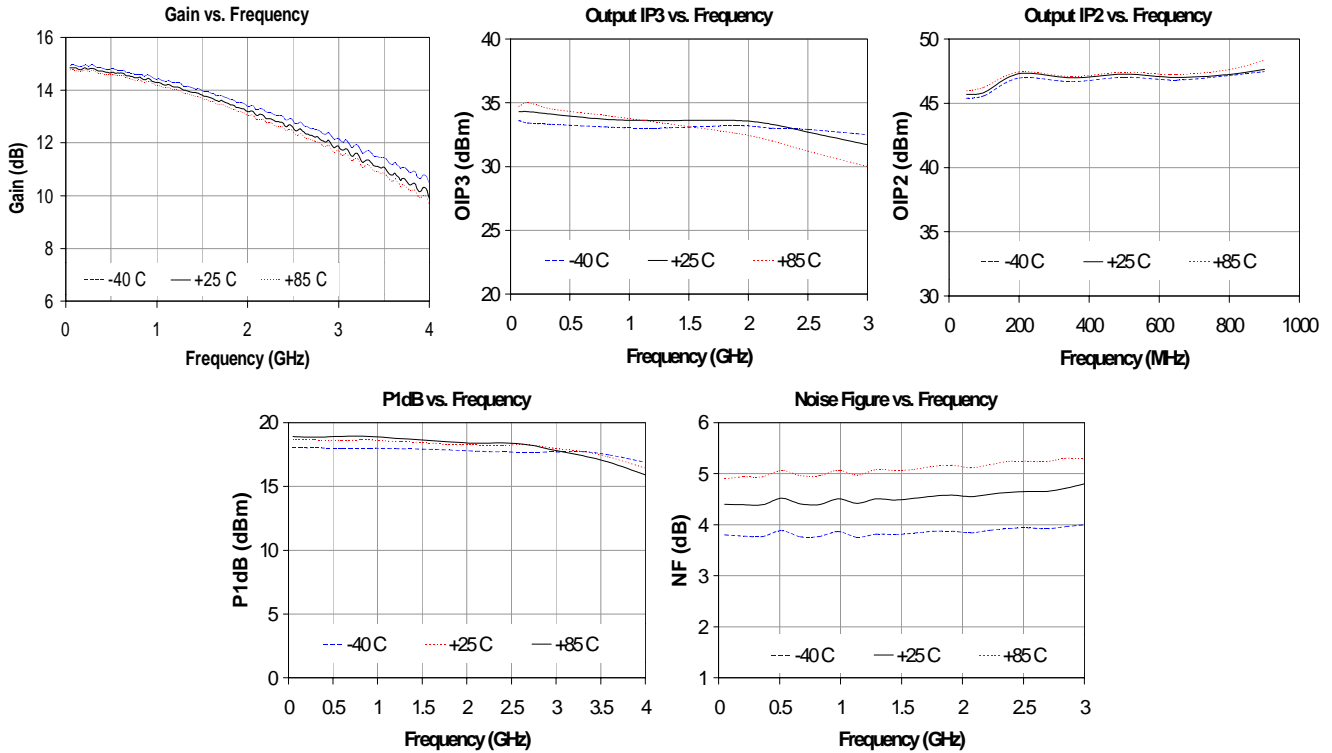 Gain vs. Frequency
16
14
12
10
8
6
Gain (dB)
-40 C
+25 C
+85 C
0
1
2
3
4
Frequency (GHz)
Output IP3 vs. Frequency
40
35
30
25
20
OIP3 (dBm)
-40 C
+25 C
+85 C
0
0.5
1
1.5
2
2.5
3
Frequency (GHz)
Output IP2 vs. Frequency
50
45
40
35
30
OIP2 (dBm)
-40 C
+25 C
+85 C
0
200
400
600
800
1000
Frequency (MHz)
P1dB vs. Frequency
20
15
10
5
0
P1dB (dBm)
-40 C
+25 C
+85 C
0
0.5
1
1.5
2
2.5
3
3.5
4
Frequency (GHz)
Noise Figure vs. Frequency
6
5
4
3
2
1
NF (dB)
-40 C
+25 C
+85 C
0
0.5
1
1.5
2
2.5
3
Frequency (GHz)